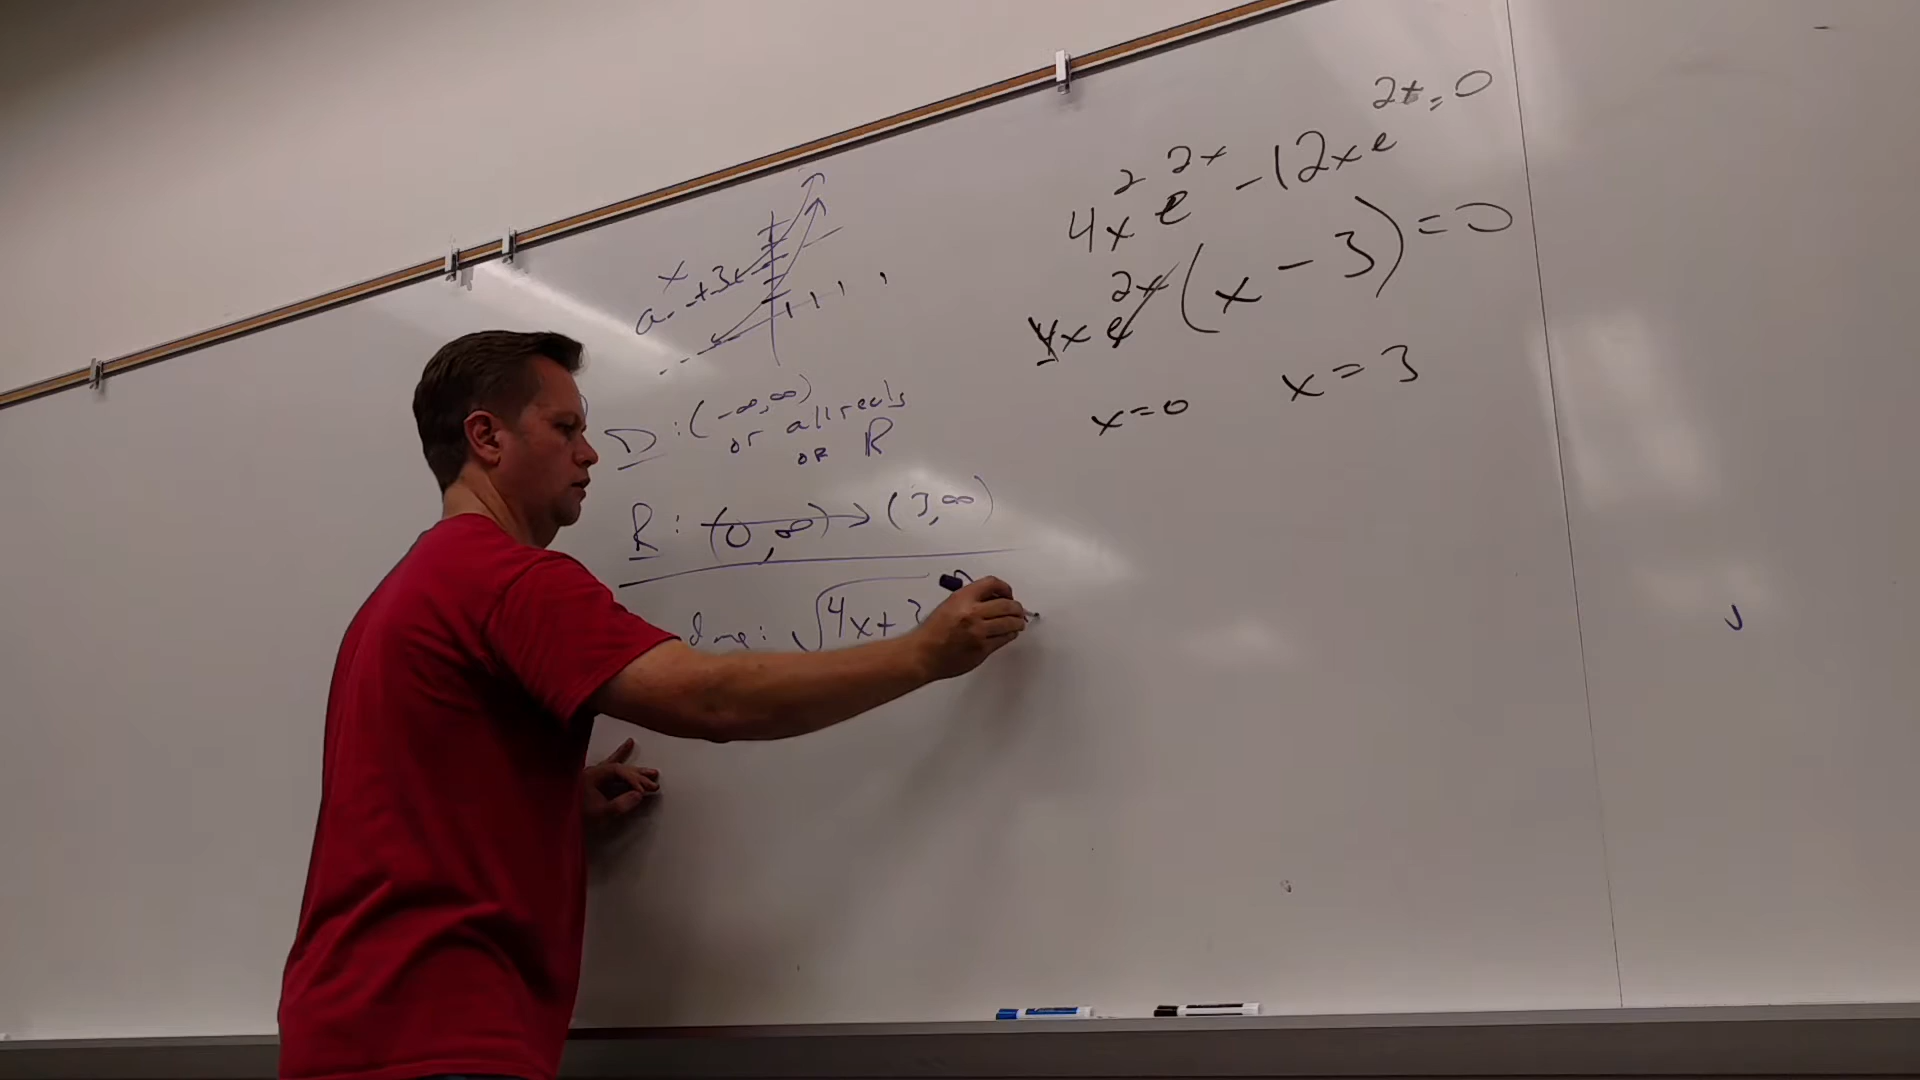 D: (-∞,∞)
or all reals
or R
R: (0,∞) → (3,∞)
√4x+3
4x²e²ˣ - 12xe²ˣ = 0
4xe²ˣ(x - 3) = 0
x=0 x=3